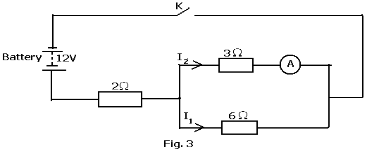 K
Battery 12V
I₂ 3Ω A
2Ω
I₁ 6Ω
Fig. 3